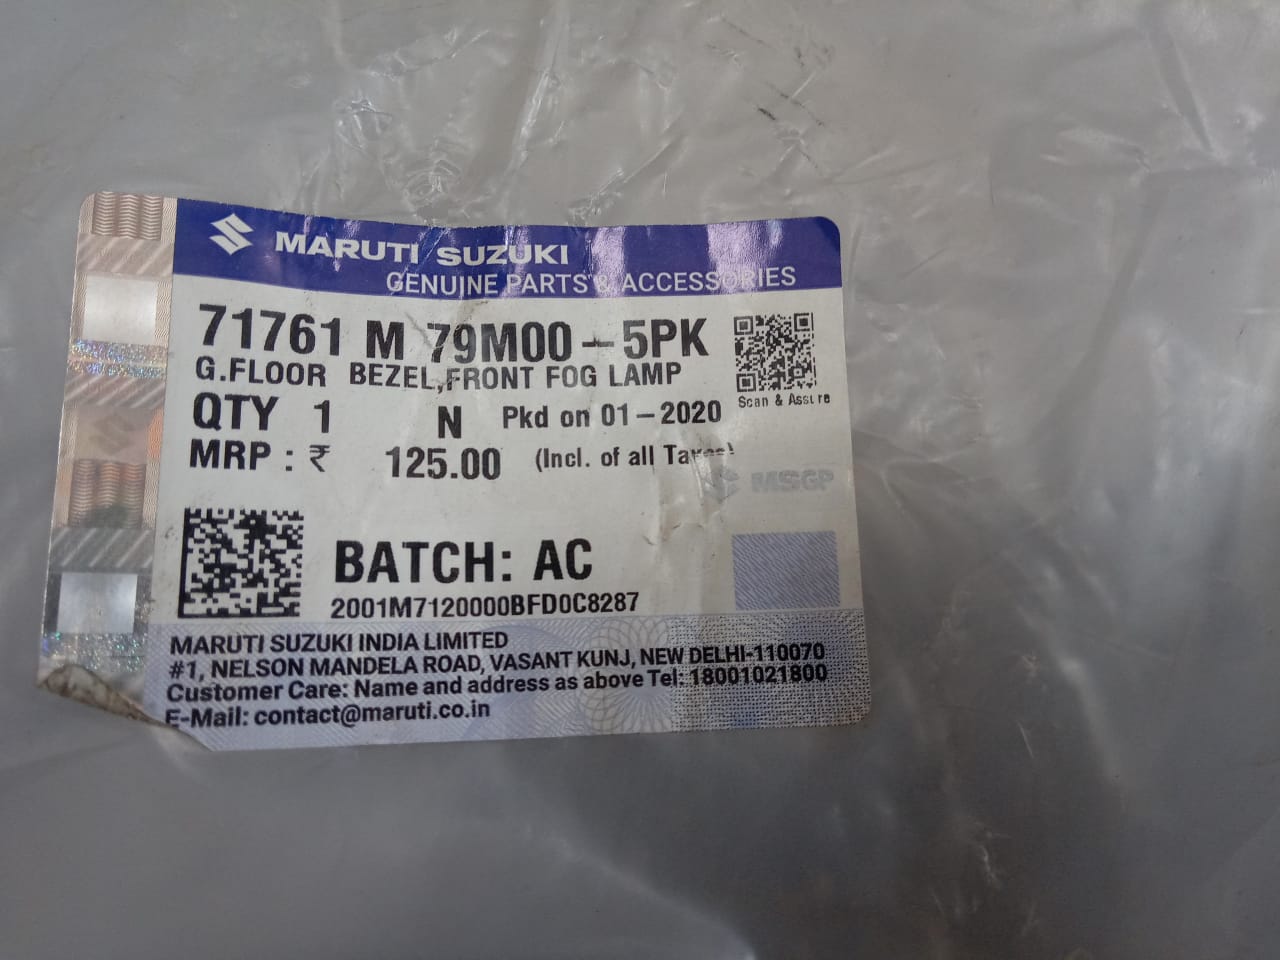 MARUTI SUZUKI
GENUINE PARTS & ACCESSORIES
71761 M 79M00-5PK
G.FLOOR BEZEL,FRONT FOG LAMP
Scan & Assure
QTY 1 N Pkd on 01-2020
MRP : ₹ 125.00 (Incl. of all Taxes)
MSGP
BATCH: AC
2001M7120000BFD0C8287
MARUTI SUZUKI INDIA LIMITED
#1, NELSON MANDELA ROAD, VASANT KUNJ, NEW DELHI-110070
Customer Care: Name and address as above Tel: 18001021800
E-Mail: contact@maruti.co.in